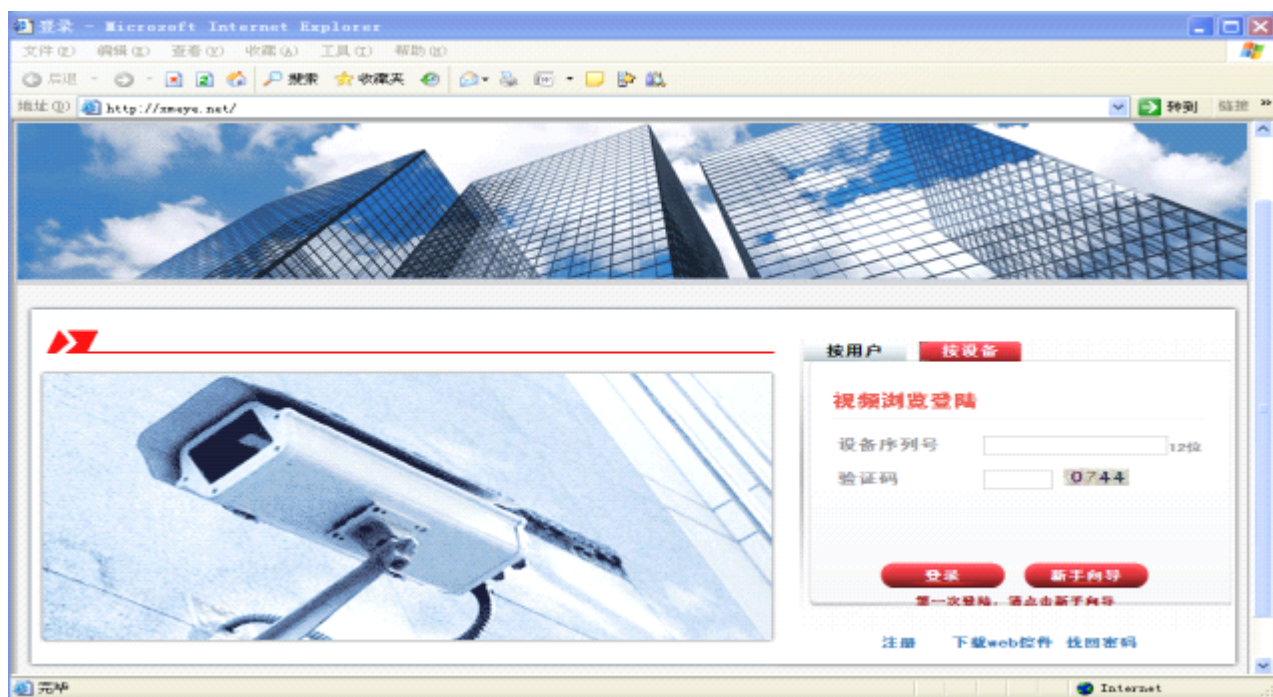 登录 - Microsoft Internet Explorer
文件(F) 编辑(E) 查看(V) 收藏(A) 工具(T) 帮助(H)
后退 搜索 收藏夹
地址(D) http://xmeye.net/ 转到 链接 »
按用户 按设备
视频浏览登陆
设备序列号 12位
验证码 0744
登录 新手向导
第一次登陆，请点击新手向导
注册 下载web控件 找回密码
完毕 Internet